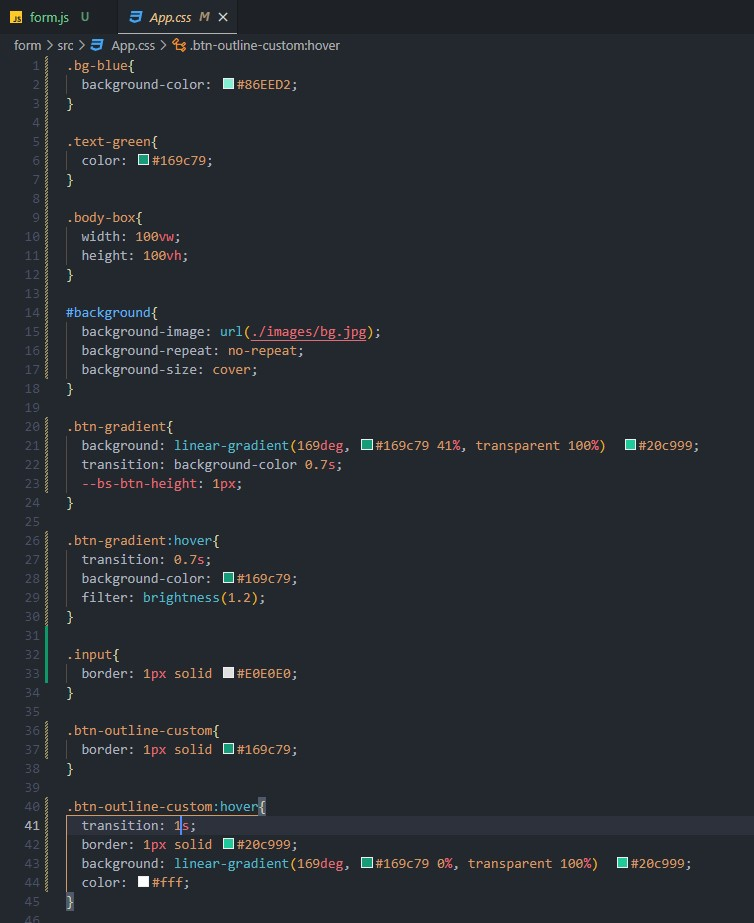 JS form.js U App.css M ×
form > src > App.css > .btn-outline-custom:hover
1 .bg-blue{
2 background-color: #86EED2;
3 }
4
5 .text-green{
6 color: #169c79;
7 }
8
9 .body-box{
10 width: 100vw;
11 height: 100vh;
12 }
13
14 #background{
15 background-image: url(./images/bg.jpg);
16 background-repeat: no-repeat;
17 background-size: cover;
18 }
19
20 .btn-gradient{
21 background: linear-gradient(169deg, #169c79 41%, transparent 100%) #20c999;
22 transition: background-color 0.7s;
23 --bs-btn-height: 1px;
24 }
25
26 .btn-gradient:hover{
27 transition: 0.7s;
28 background-color: #169c79;
29 filter: brightness(1.2);
30 }
31
32 .input{
33 border: 1px solid #E0E0E0;
34 }
35
36 .btn-outline-custom{
37 border: 1px solid #169c79;
38 }
39
40 .btn-outline-custom:hover{
41 transition: 1s;
42 border: 1px solid #20c999;
43 background: linear-gradient(169deg, #169c79 0%, transparent 100%) #20c999;
44 color: #fff;
45 }
46